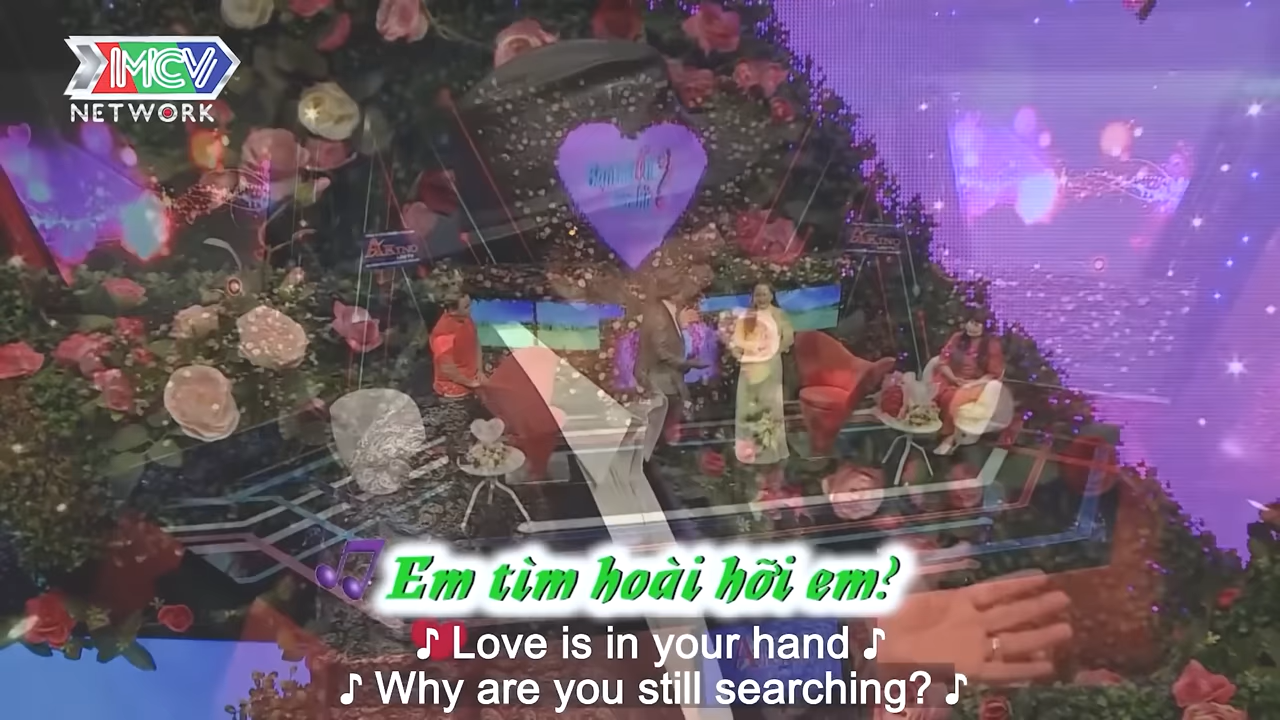 MCV
NETWORK
Em tìm hoài hỡi em?
♪ Love is in your hand ♪
♪ Why are you still searching? ♪